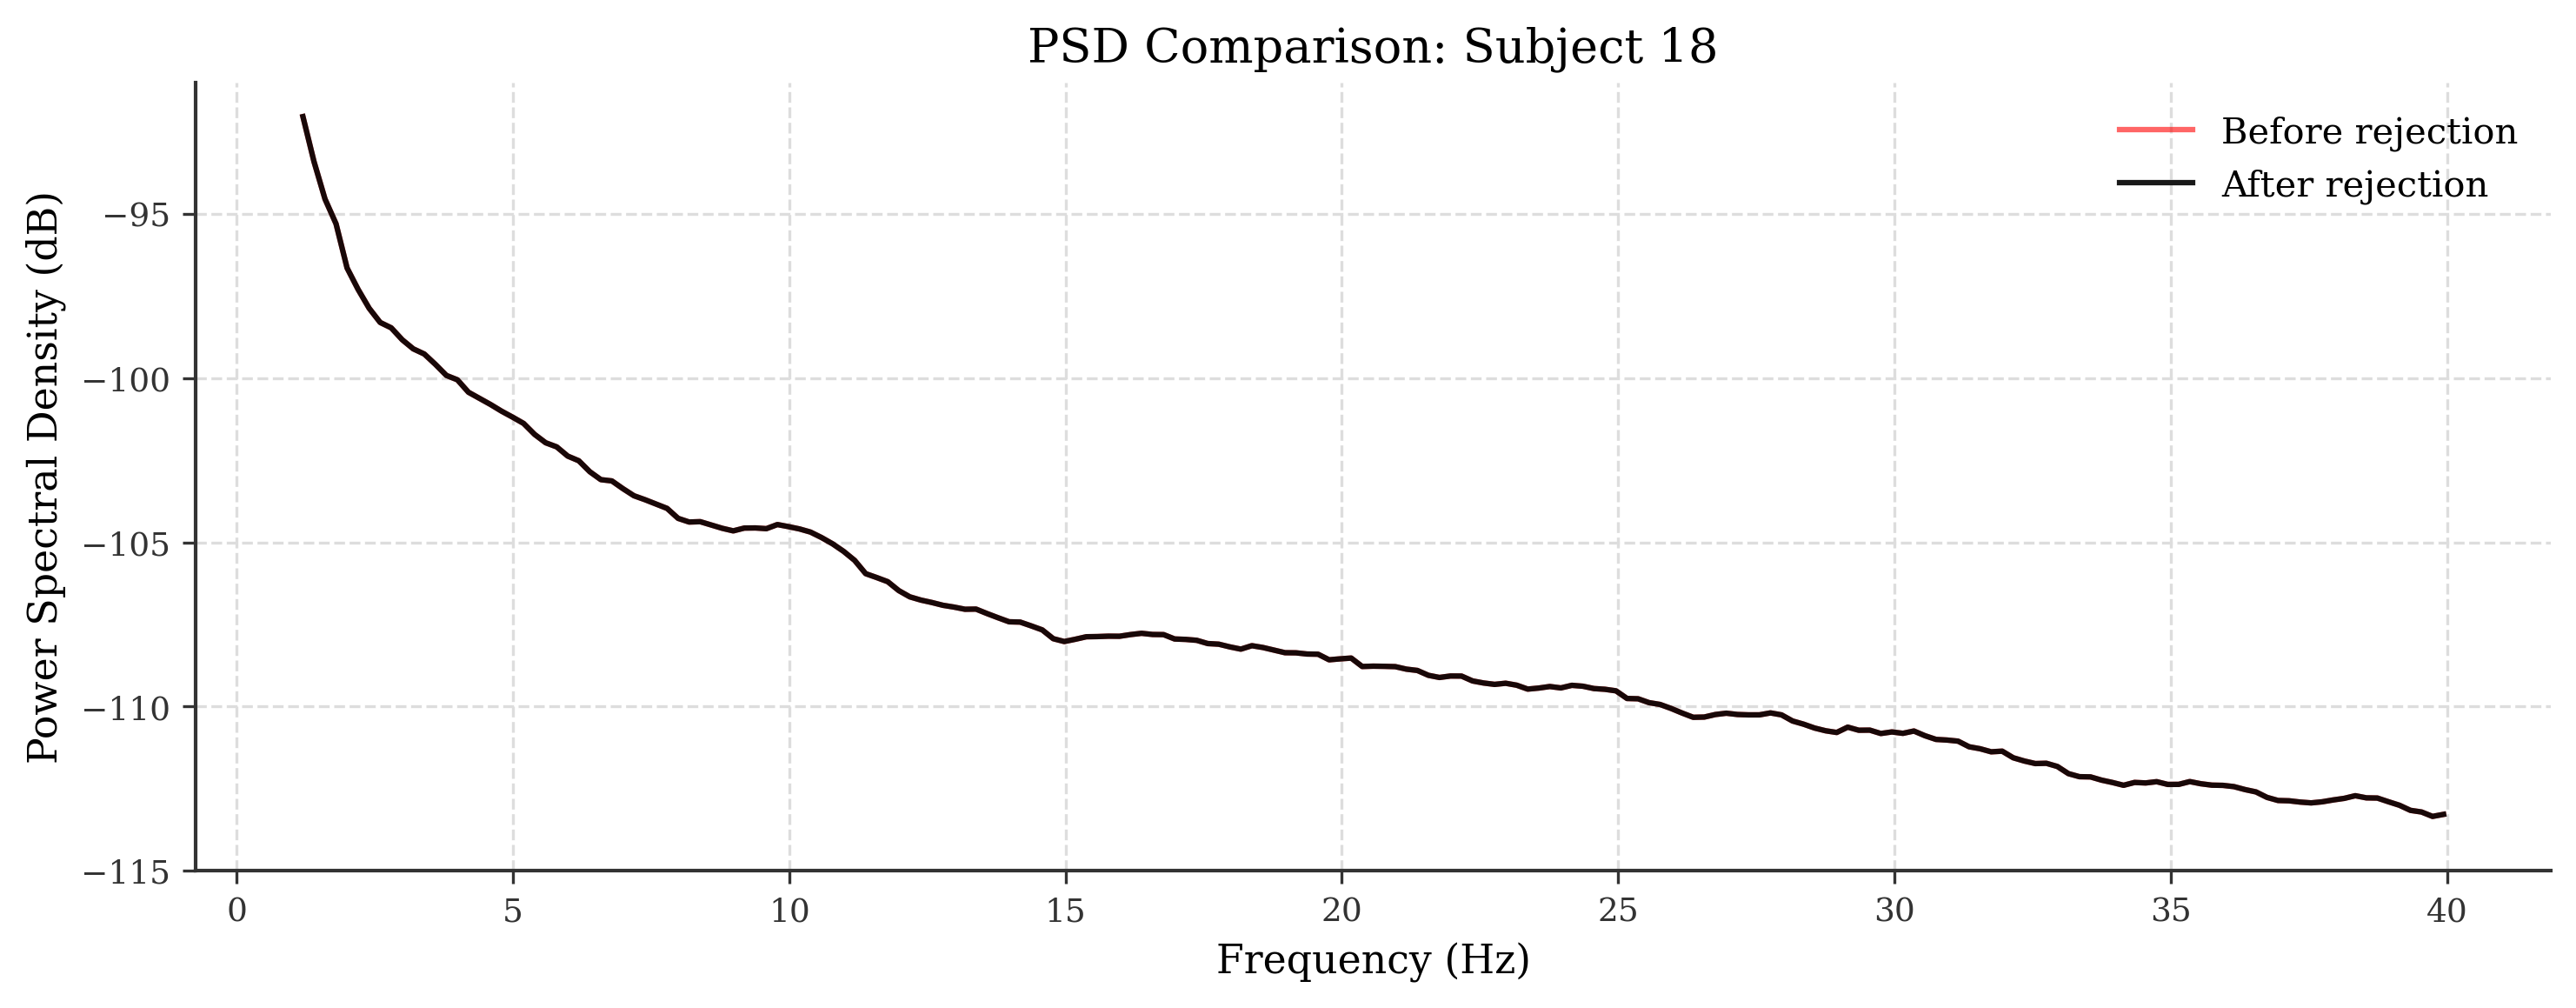 PSD Comparison: Subject 18
Before rejection
After rejection
Power Spectral Density (dB)
−95
−100
−105
−110
−115
0 5 10 15 20 25 30 35 40
Frequency (Hz)